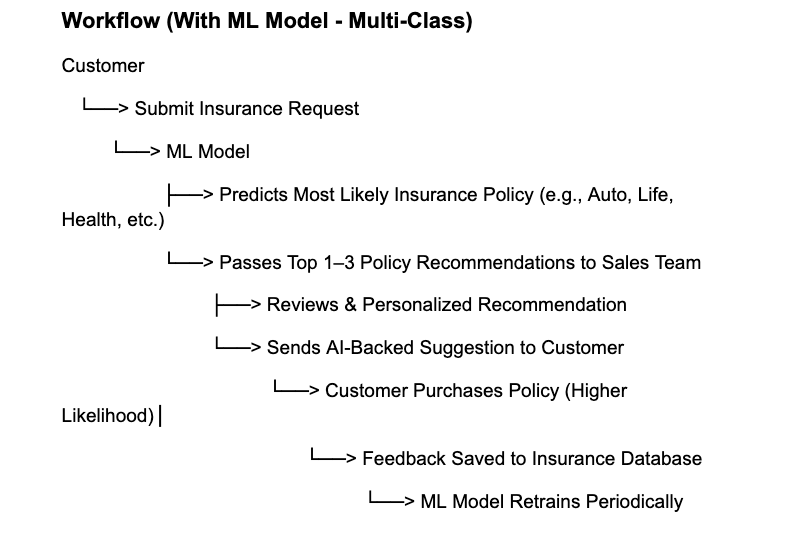 Workflow (With ML Model - Multi-Class)
Customer
└──> Submit Insurance Request
└──> ML Model
├──> Predicts Most Likely Insurance Policy (e.g., Auto, Life,
Health, etc.)
└──> Passes Top 1–3 Policy Recommendations to Sales Team
├──> Reviews & Personalized Recommendation
└──> Sends AI-Backed Suggestion to Customer
└──> Customer Purchases Policy (Higher
Likelihood)
└──> Feedback Saved to Insurance Database
└──> ML Model Retrains Periodically